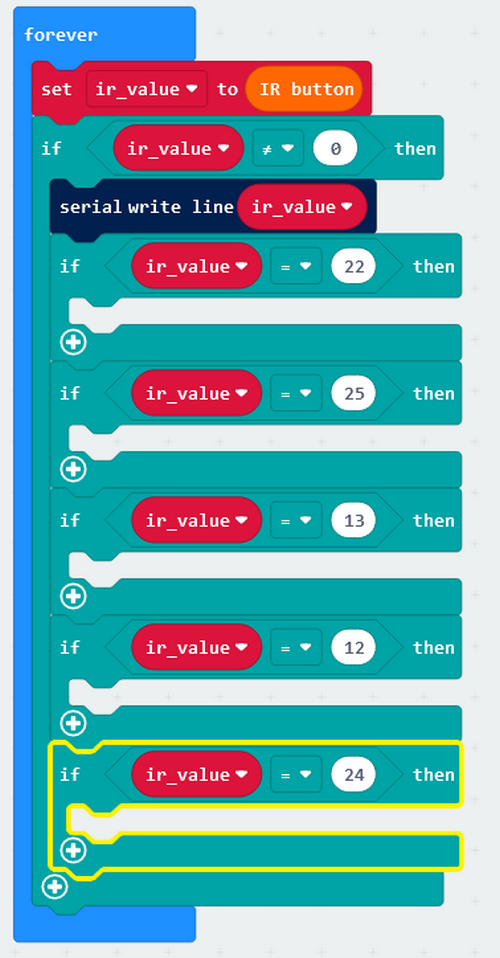 forever
set ir_value to IR button
if ir_value ≠ 0 then
serial write line ir_value
if ir_value = 22 then
if ir_value = 25 then
if ir_value = 13 then
if ir_value = 12 then
if ir_value = 24 then